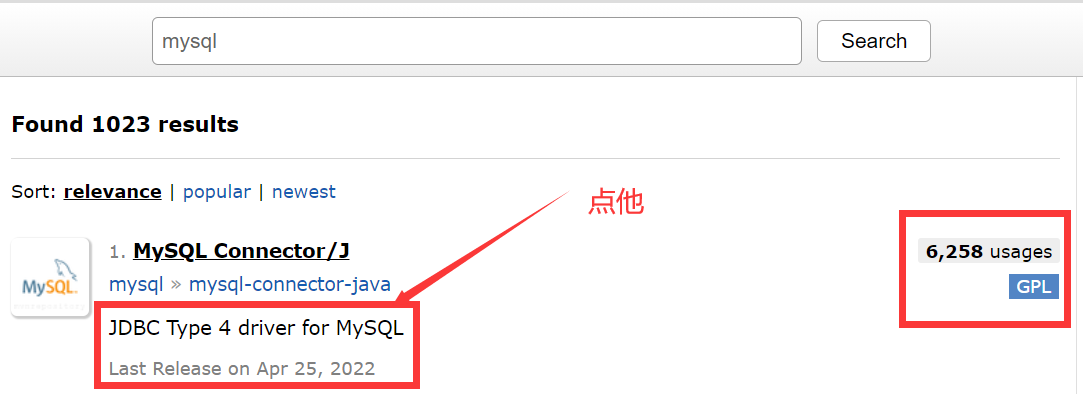 mysql
Search
Found 1023 results
Sort: relevance | popular | newest
点他
1. MySQL Connector/J
6,258 usages
MySQL
mysql » mysql-connector-java
GPL
JDBC Type 4 driver for MySQL
Last Release on Apr 25, 2022